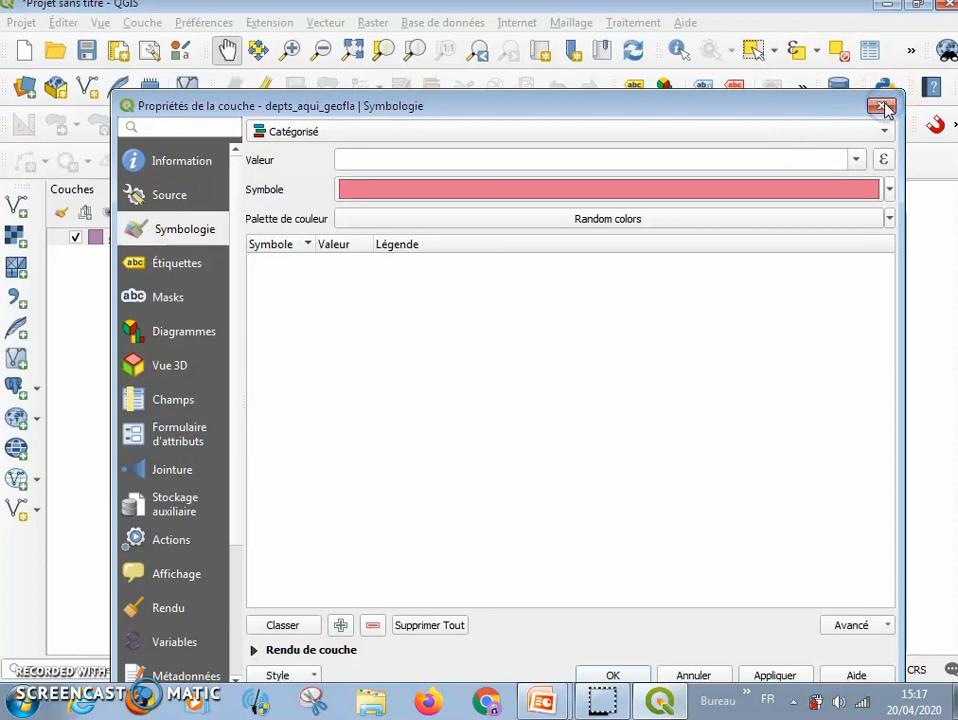 *Projet sans titre - QGIS
Projet Éditer Vue Couche Préférences Extension Vecteur Raster Base de données Internet Maillage Traitement Aide
Propriétés de la couche - depts_aqui_geofla | Symbologie
Couches
Information
Source
Symbologie
Étiquettes
Masks
Diagrammes
Vue 3D
Champs
Formulaire
d'attributs
Jointure
Stockage
auxiliaire
Actions
Affichage
Rendu
Variables
Métadonnées
Catégorisé
Valeur
Symbole
Palette de couleur Random colors
Symbole Valeur Légende
Classer Supprimer Tout Avancé
Rendu de couche
Style OK Annuler Appliquer Aide
CRS
RECORDED WITH
SCREENCAST MATIC
Bureau » FR
15:17
20/04/2020